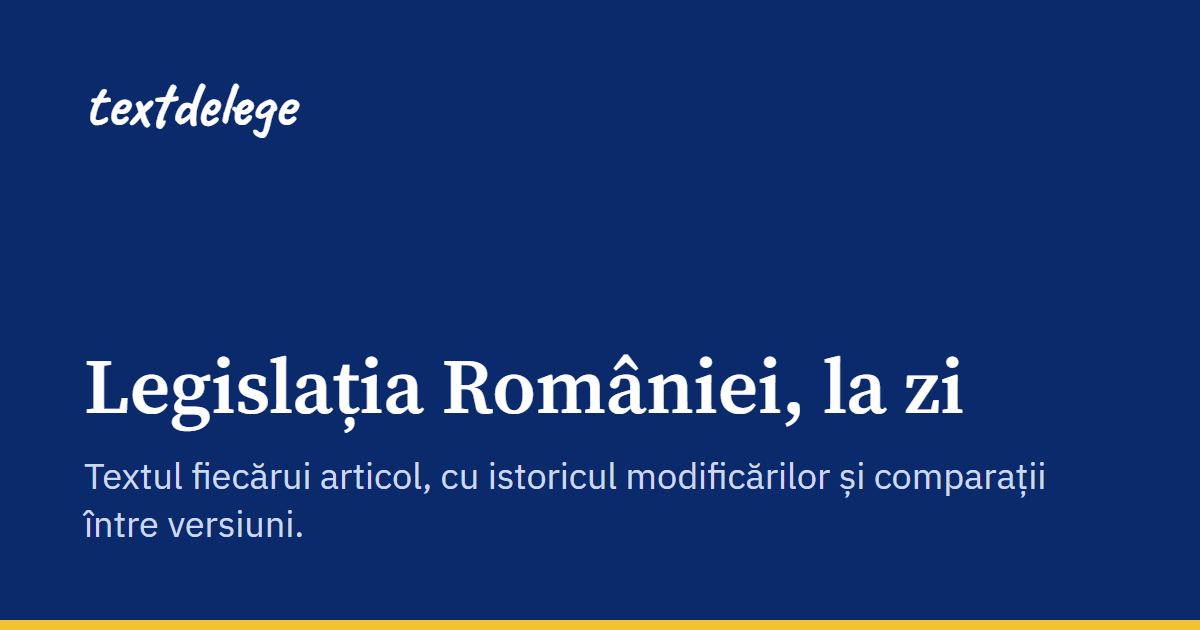 textdelege
Legislația României, la zi
Textul fiecărui articol, cu istoricul modificărilor și comparații
între versiuni.